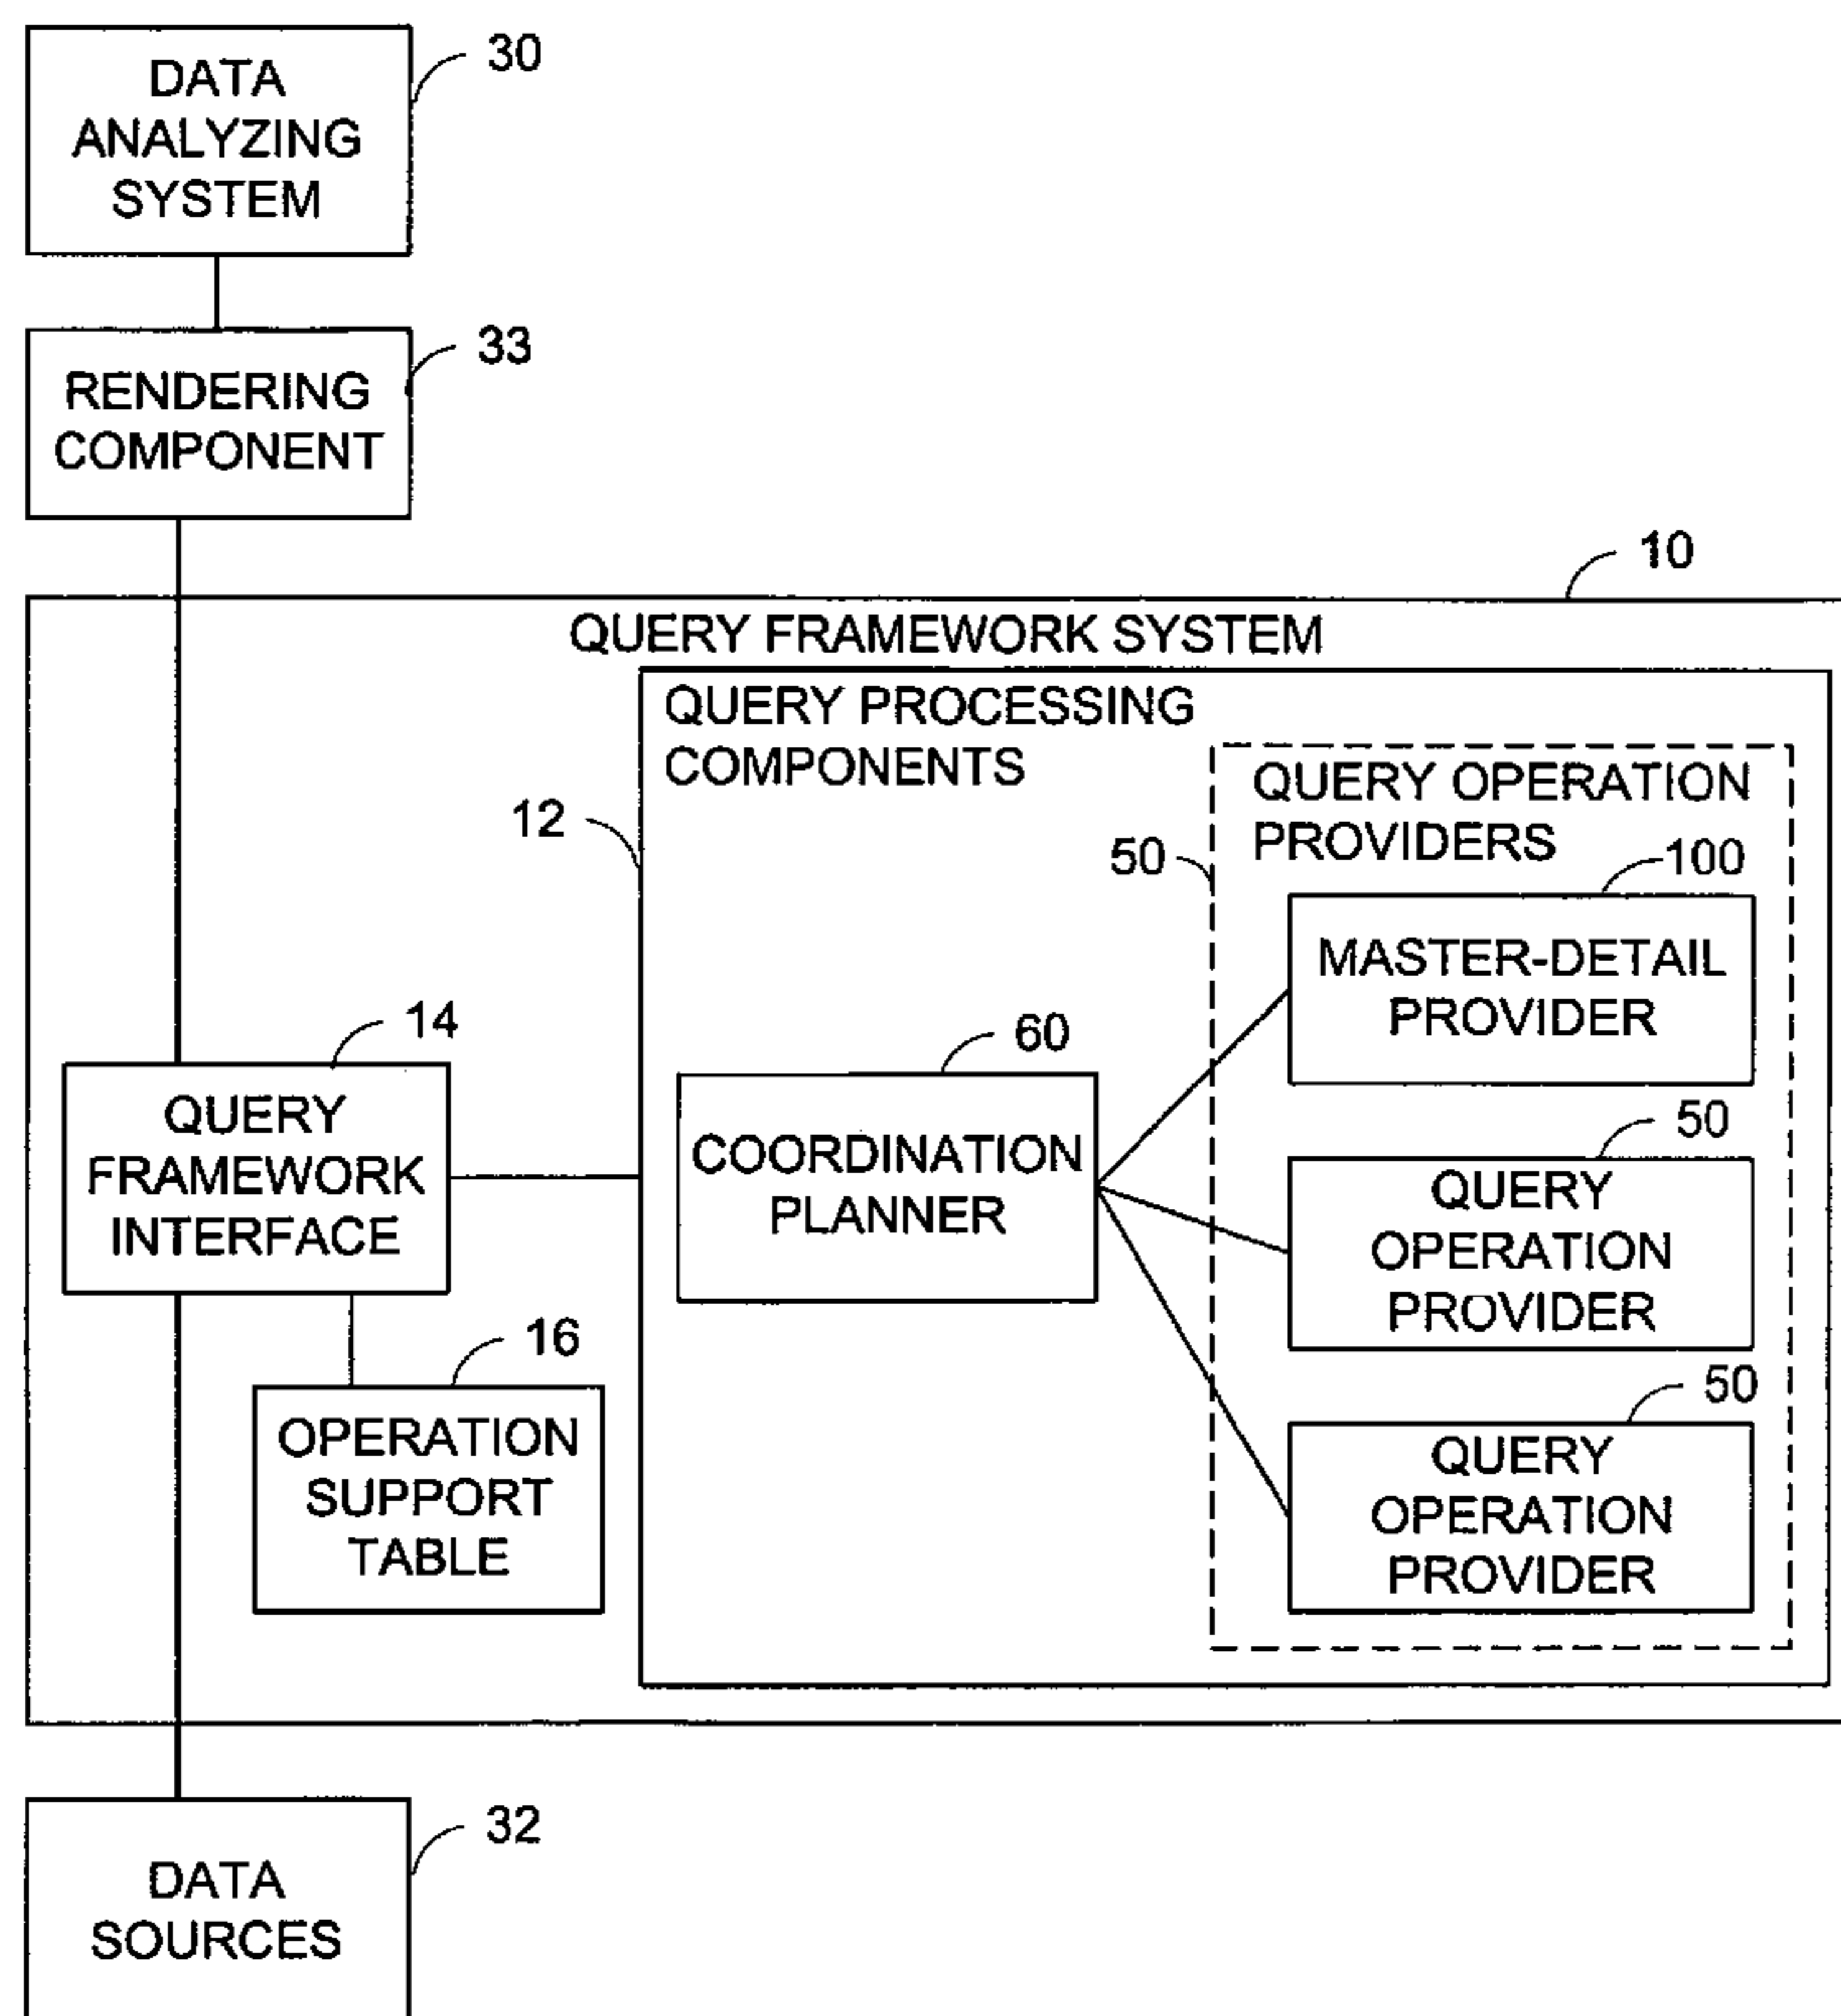 DATA
ANALYZING
SYSTEM
30
RENDERING
COMPONENT
33
10
QUERY FRAMEWORK SYSTEM
QUERY PROCESSING
COMPONENTS
12
QUERY OPERATION
PROVIDERS
50
100
MASTER-DETAIL
PROVIDER
14
QUERY
FRAMEWORK
INTERFACE
60
COORDINATION
PLANNER
50
QUERY
OPERATION
PROVIDER
16
OPERATION
SUPPORT
TABLE
50
QUERY
OPERATION
PROVIDER
32
DATA
SOURCES